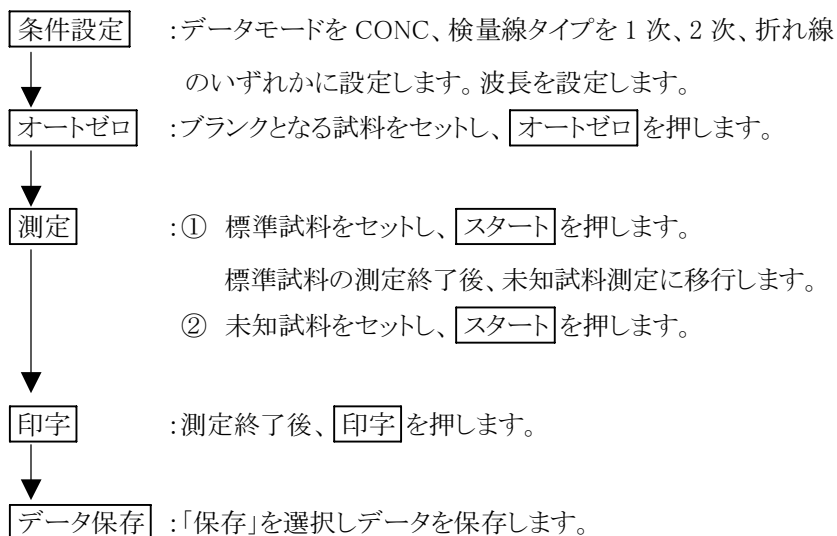 条件設定 :データモードを CONC、検量線タイプを 1 次、2 次、折れ線
のいずれかに設定します。波長を設定します。
オートゼロ :ブランクとなる試料をセットし、オートゼロを押します。
測定 :① 標準試料をセットし、スタートを押します。
標準試料の測定終了後、未知試料測定に移行します。
② 未知試料をセットし、スタートを押します。
印字 :測定終了後、印字を押します。
データ保存 :「保存」を選択しデータを保存します。